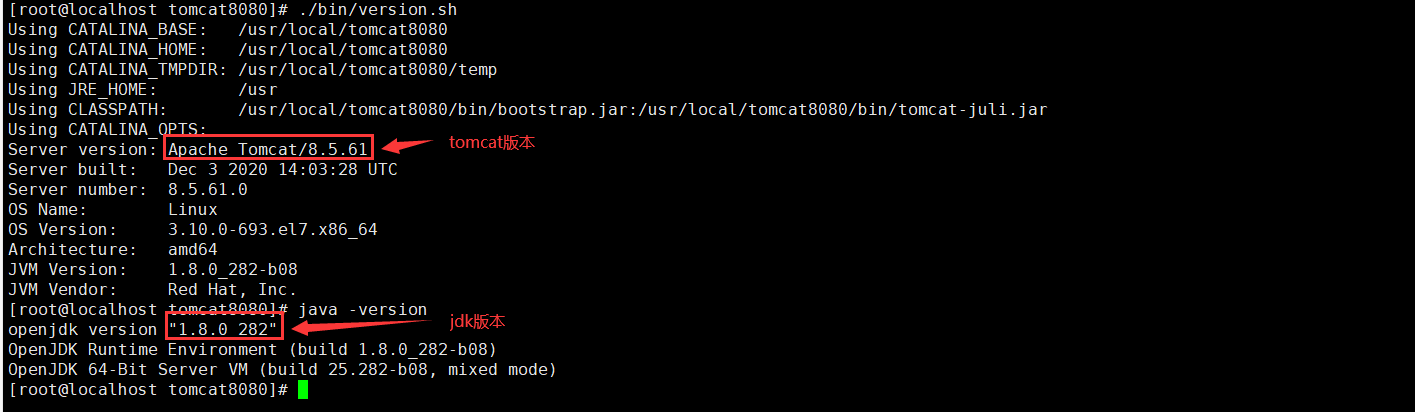 [root@localhost tomcat8080]# ./bin/version.sh
Using CATALINA_BASE:   /usr/local/tomcat8080
Using CATALINA_HOME:   /usr/local/tomcat8080
Using CATALINA_TMPDIR: /usr/local/tomcat8080/temp
Using JRE_HOME:        /usr
Using CLASSPATH:       /usr/local/tomcat8080/bin/bootstrap.jar:/usr/local/tomcat8080/bin/tomcat-juli.jar
Using CATALINA_OPTS:
Server version: Apache Tomcat/8.5.61 tomcat版本
Server built:   Dec 3 2020 14:03:28 UTC
Server number:  8.5.61.0
OS Name:        Linux
OS Version:     3.10.0-693.el7.x86_64
Architecture:   amd64
JVM Version:    1.8.0_282-b08
JVM Vendor:     Red Hat, Inc.
[root@localhost tomcat8080]# java -version
openjdk version "1.8.0_282" jdk版本
OpenJDK Runtime Environment (build 1.8.0_282-b08)
OpenJDK 64-Bit Server VM (build 25.282-b08, mixed mode)
[root@localhost tomcat8080]#